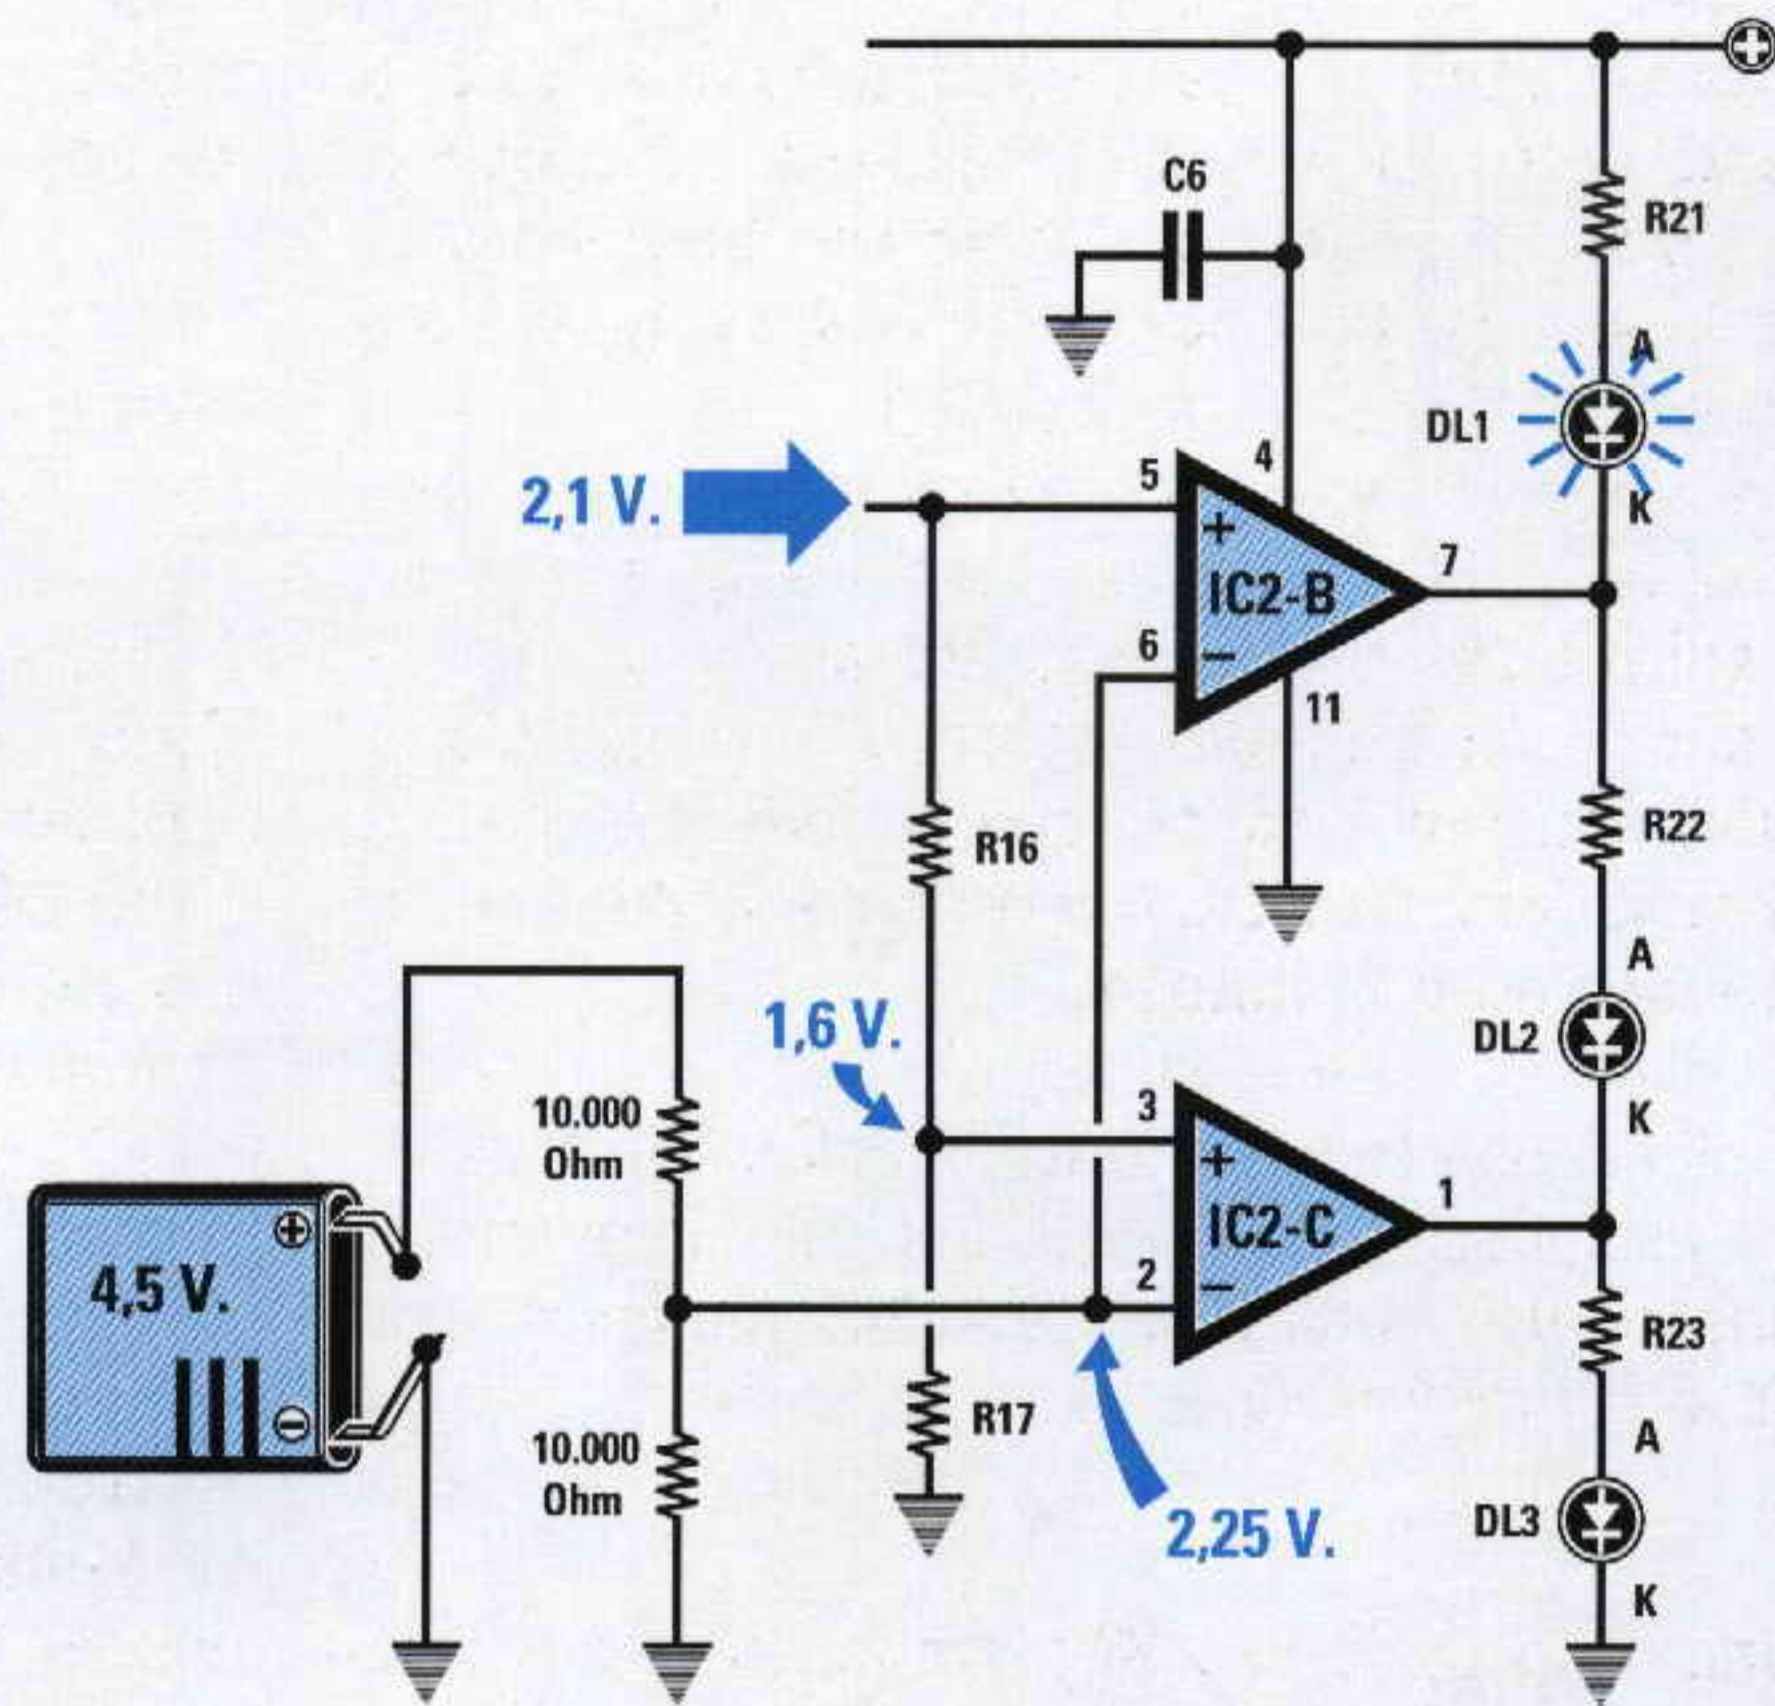 C6
R21
A
DL1
K
2,1 V.
5
4
+
IC2-B
7
6
−
11
R16
R22
A
1,6 V.
DL2
K
10.000
Ohm
3
+
IC2-C
1
2
−
+
4,5 V.
−
R23
R17
A
10.000
Ohm
2,25 V.
DL3
K